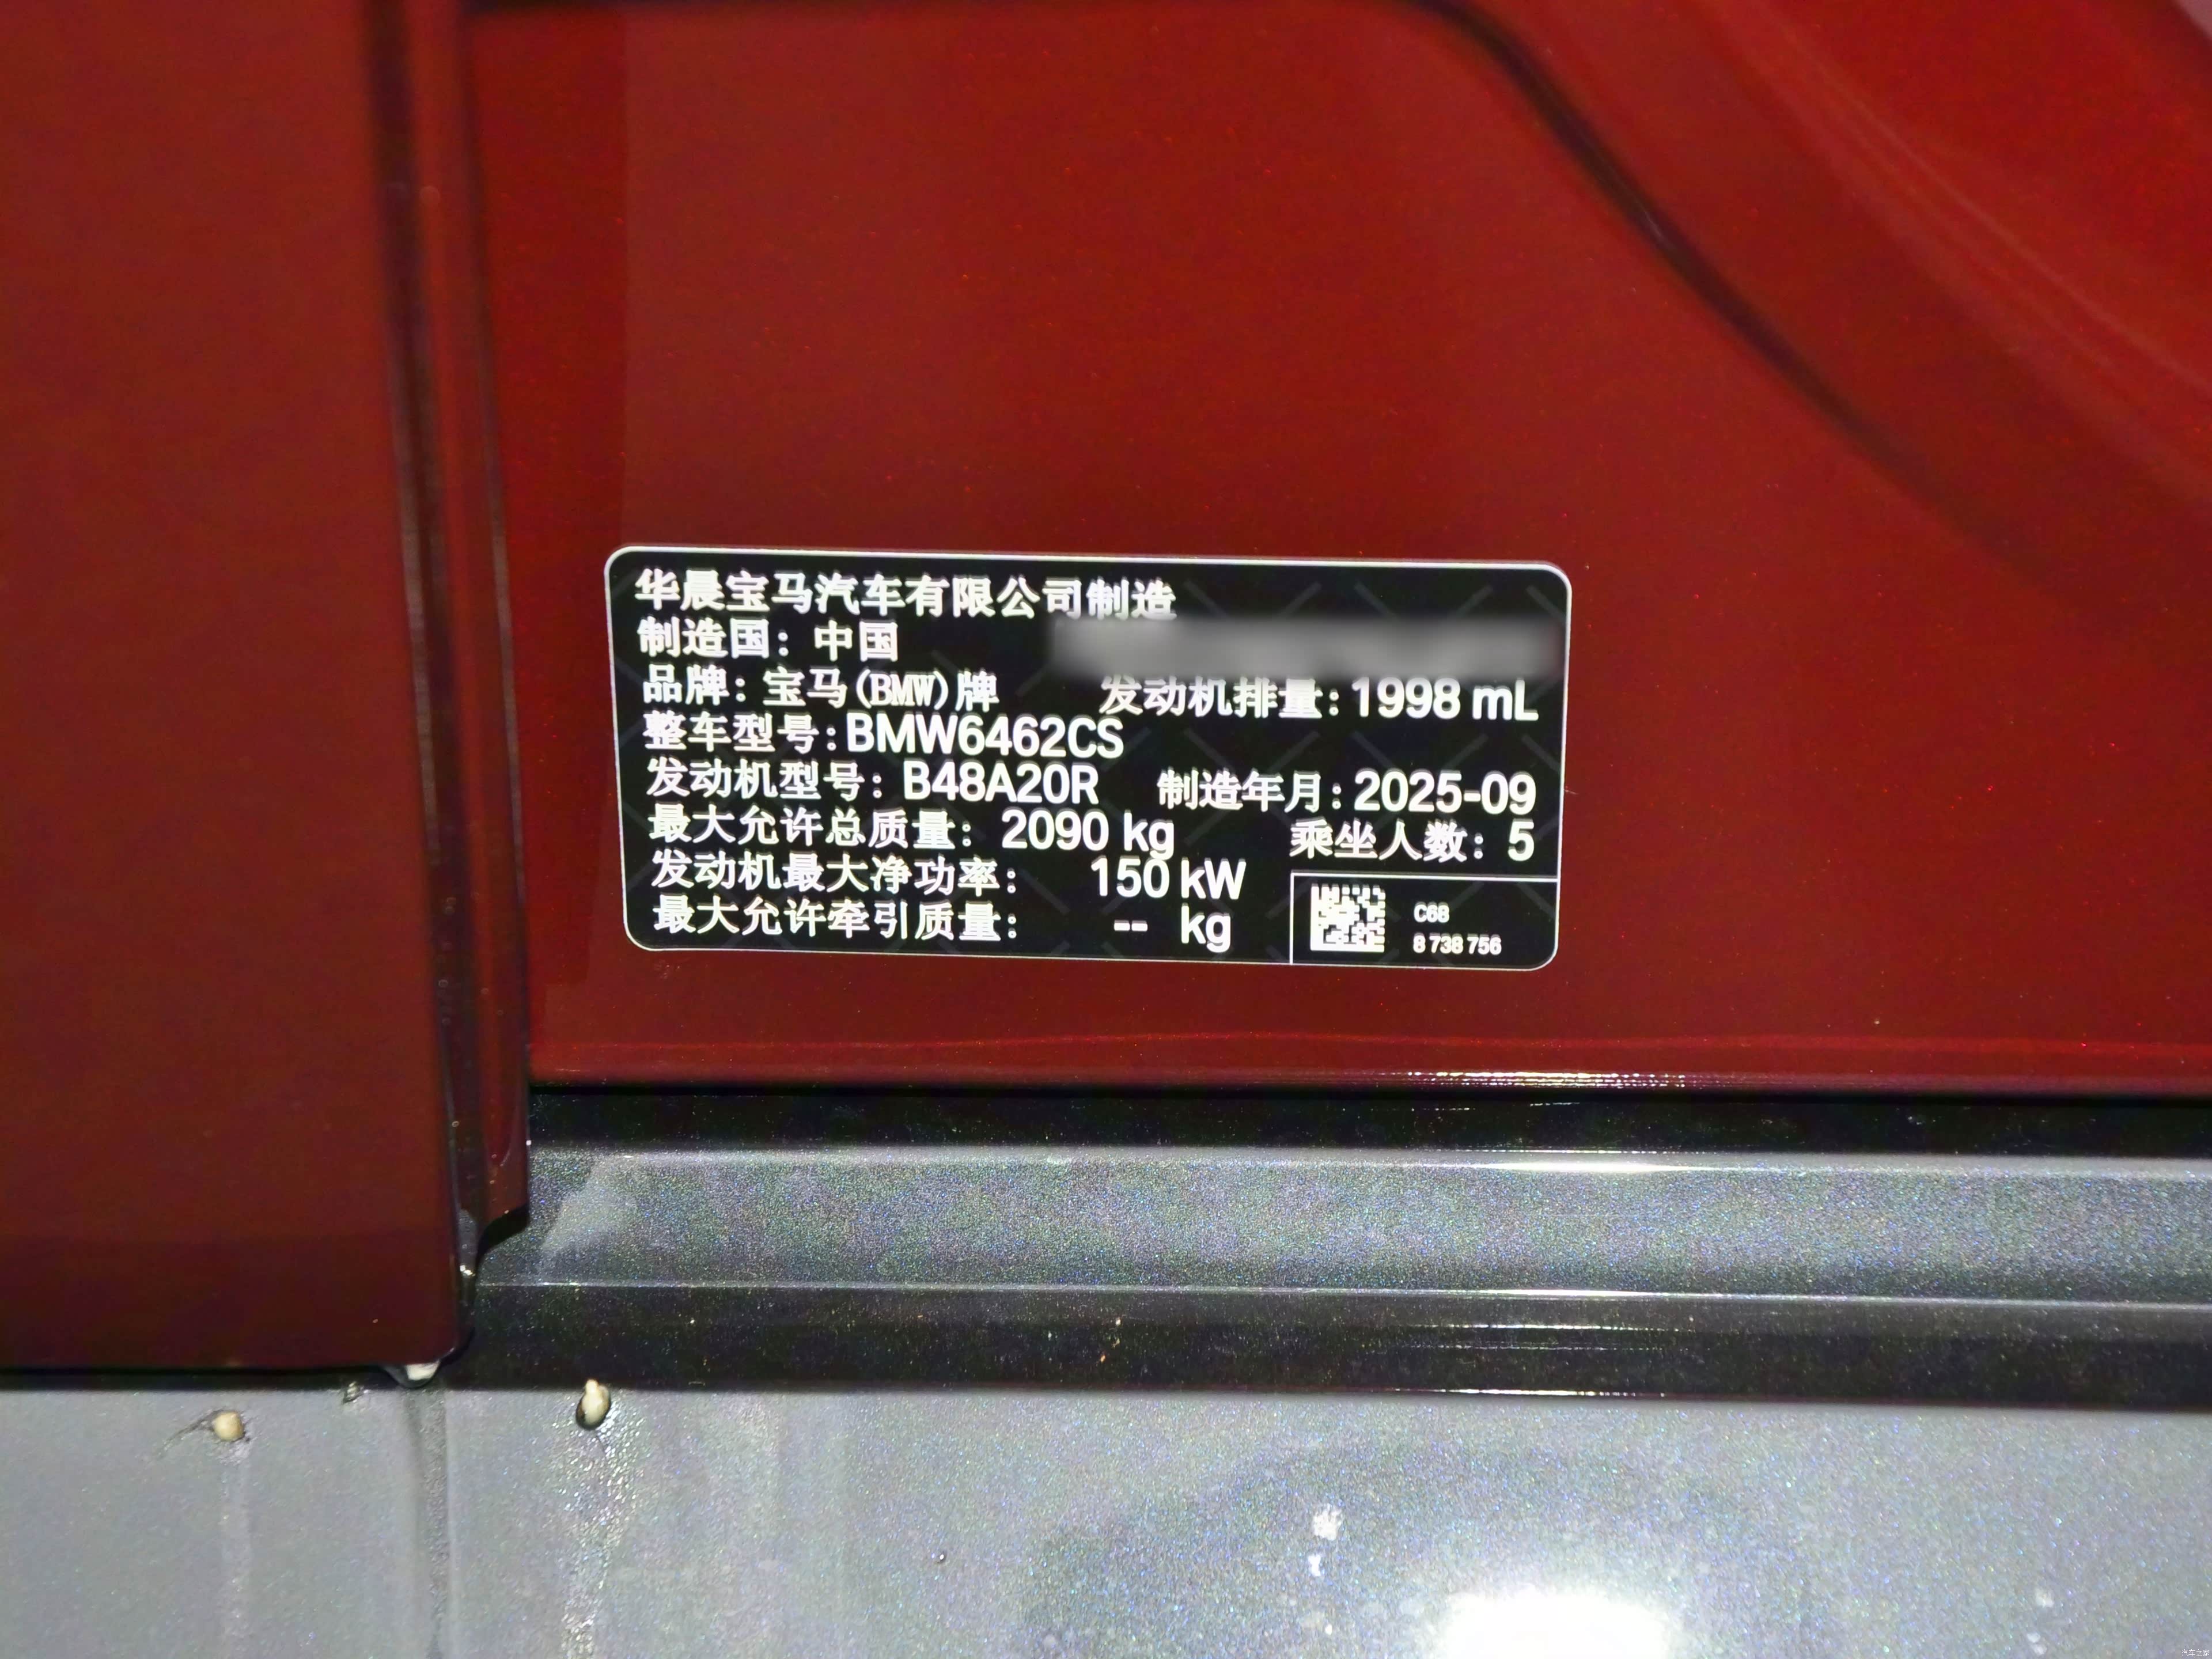 华晨宝马汽车有限公司制造
制造国：中国
品牌：宝马(BMW)牌 发动机排量：1998 mL
整车型号：BMW6462CS
发动机型号：B48A20R 制造年月：2025-09
最大允许总质量：2090 kg 乘坐人数：5
发动机最大净功率：150 kW
最大允许牵引质量：-- kg
C68
8 738 756
汽车之家